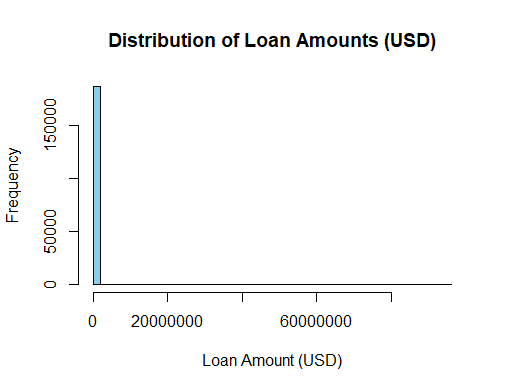 Distribution of Loan Amounts (USD)
Frequency
150000
50000
0
0 20000000 60000000
Loan Amount (USD)